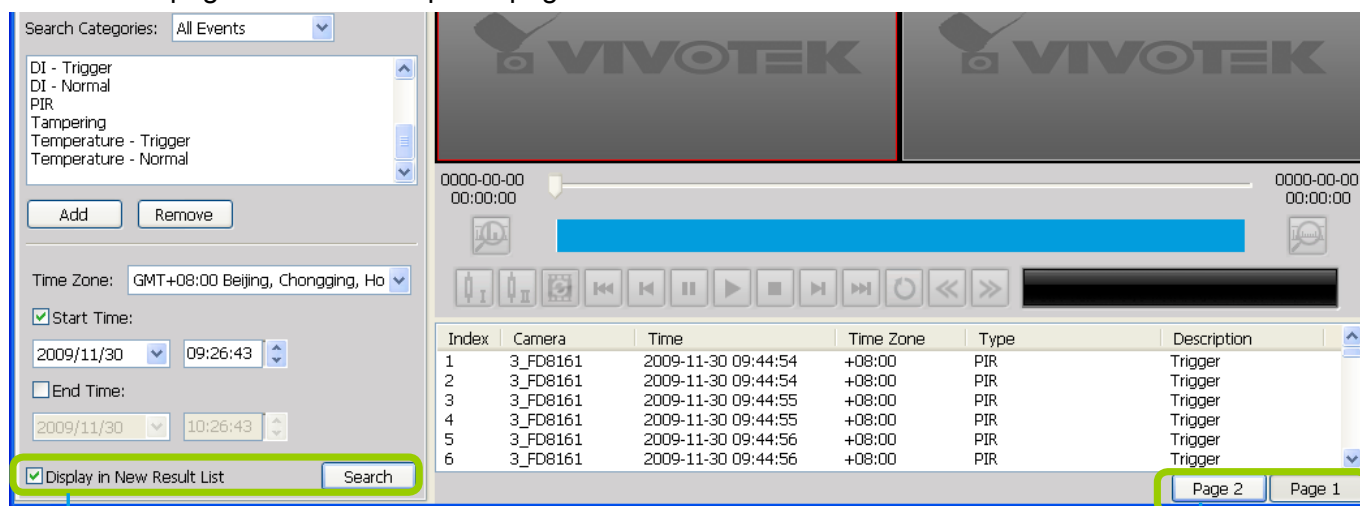 Search Categories: All Events
DI - Trigger
DI - Normal
PIR
Tampering
Temperature - Trigger
Temperature - Normal
Add Remove
Time Zone: GMT+08:00 Beijing, Chongging, Ho
Start Time:
2009/11/30 09:26:43
End Time:
2009/11/30 10:26:43
Display in New Result List Search
VIVOTEK VIVOTEK
0000-00-00 0000-00-00
00:00:00 00:00:00
I II
Index Camera Time Time Zone Type Description
1 3_FD8161 2009-11-30 09:44:54 +08:00 PIR Trigger
2 3_FD8161 2009-11-30 09:44:54 +08:00 PIR Trigger
3 3_FD8161 2009-11-30 09:44:55 +08:00 PIR Trigger
4 3_FD8161 2009-11-30 09:44:55 +08:00 PIR Trigger
5 3_FD8161 2009-11-30 09:44:56 +08:00 PIR Trigger
6 3_FD8161 2009-11-30 09:44:56 +08:00 PIR Trigger
Page 2 Page 1